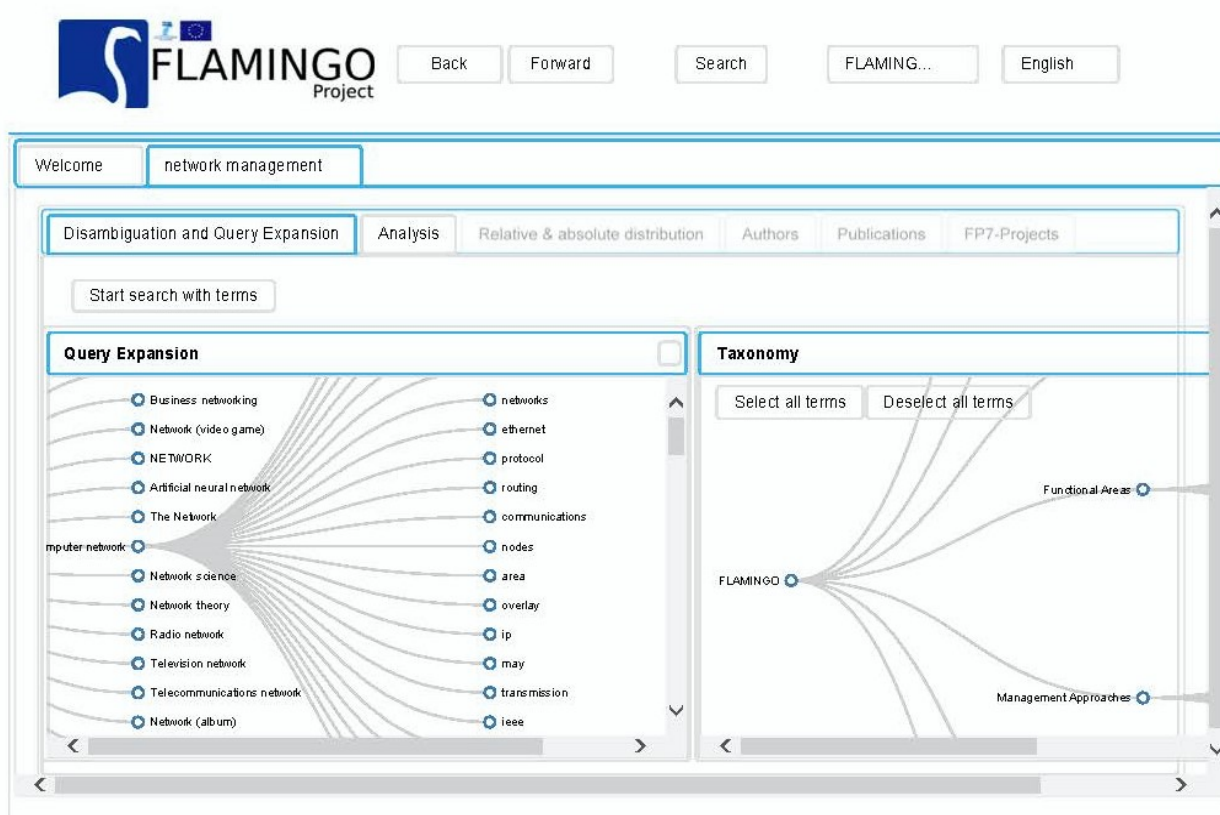 FLAMINGO
Project
Back Forward Search FLAMING... English
Welcome network management
Disambiguation and Query Expansion Analysis Relative & absolute distribution Authors Publications FP7-Projects
Start search with terms
Query Expansion
Business networking
Network (video game)
NETWORK
Artificial neural network
The Network
mputer network
Network science
Network theory
Radio network
Television network
Telecommunications network
Network (album)
networks
ethernet
protocol
routing
communications
nodes
area
overlay
ip
may
transmission
ieee
Taxonomy
Select all terms Deselect all terms
Functional Areas
FLAMINGO
Management Approaches